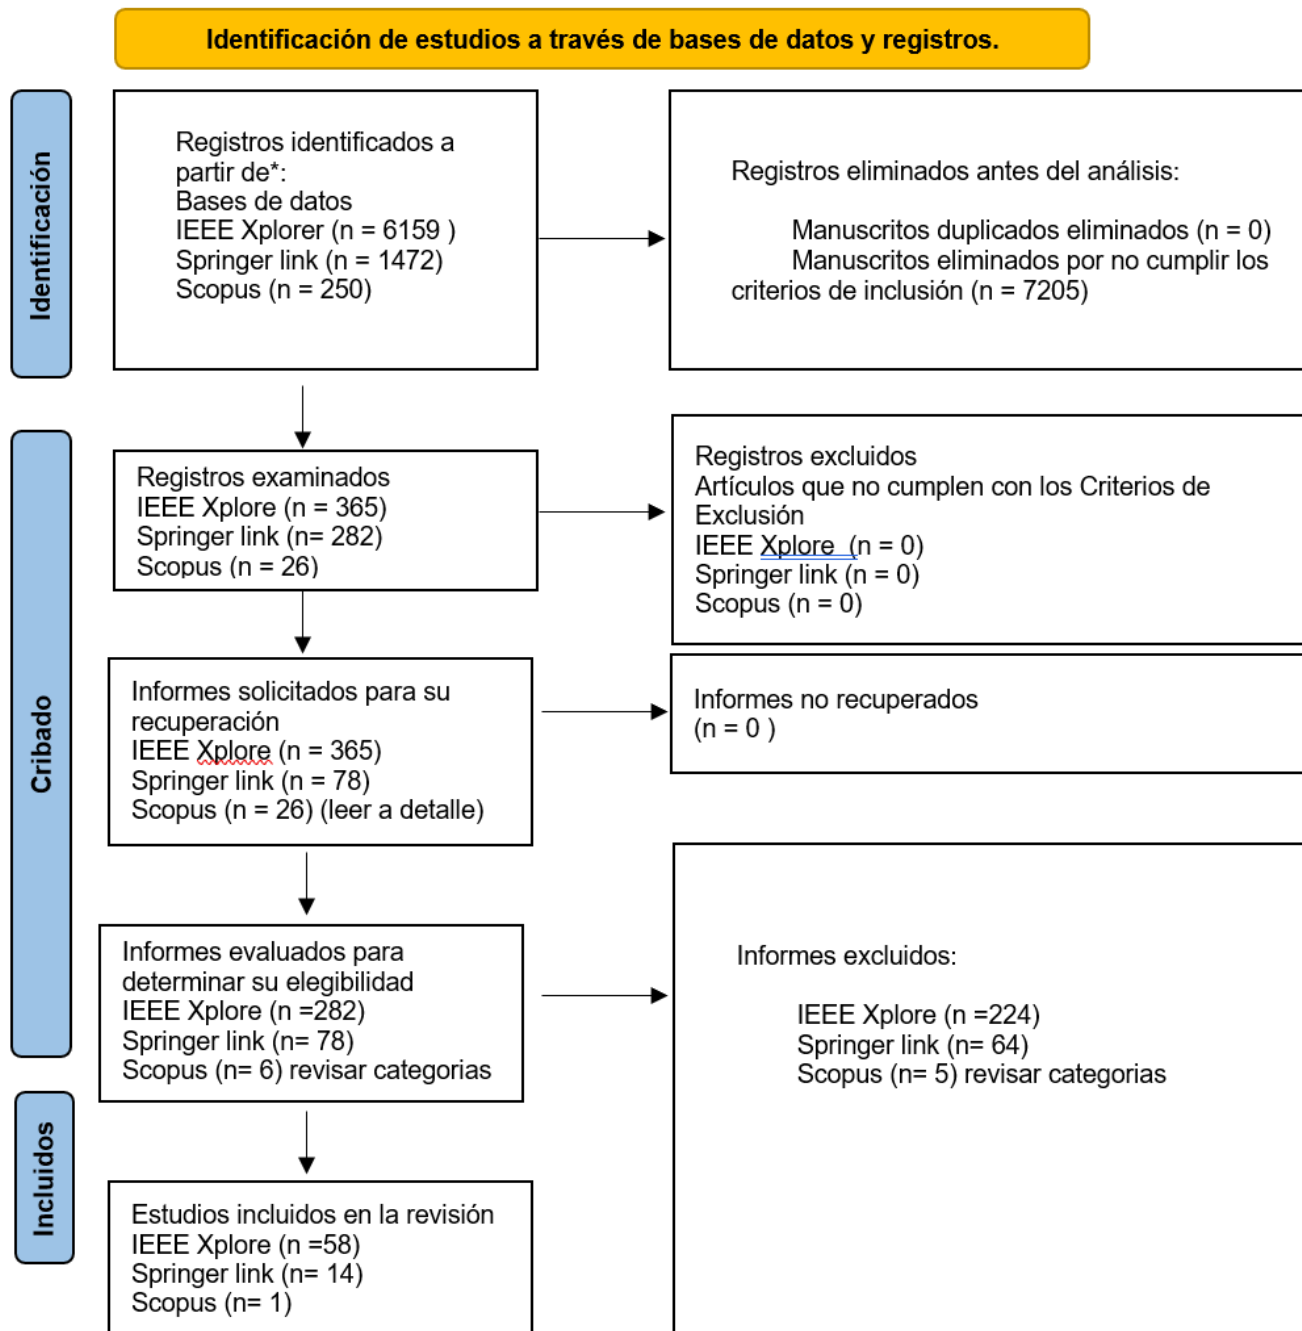 Identificación de estudios a través de bases de datos y registros.
Identificación
Registros identificados a
partir de*:
Bases de datos
IEEE Xplorer (n = 6159 )
Springer link (n = 1472)
Scopus (n = 250)
Registros eliminados antes del análisis:
Manuscritos duplicados eliminados (n = 0)
Manuscritos eliminados por no cumplir los
criterios de inclusión (n = 7205)
Cribado
Registros examinados
IEEE Xplore (n = 365)
Springer link (n= 282)
Scopus (n = 26)
Registros excluidos
Artículos que no cumplen con los Criterios de
Exclusión
IEEE Xplore  (n = 0)
Springer link (n = 0)
Scopus (n = 0)
Informes solicitados para su
recuperación
IEEE Xplore (n = 365)
Springer link (n = 78)
Scopus (n = 26) (leer a detalle)
Informes no recuperados
(n = 0 )
Informes evaluados para
determinar su elegibilidad
IEEE Xplore (n =282)
Springer link (n= 78)
Scopus (n= 6) revisar categorias
Informes excluidos:
IEEE Xplore (n =224)
Springer link (n= 64)
Scopus (n= 5) revisar categorias
Incluidos
Estudios incluidos en la revisión
IEEE Xplore (n =58)
Springer link (n= 14)
Scopus (n= 1)